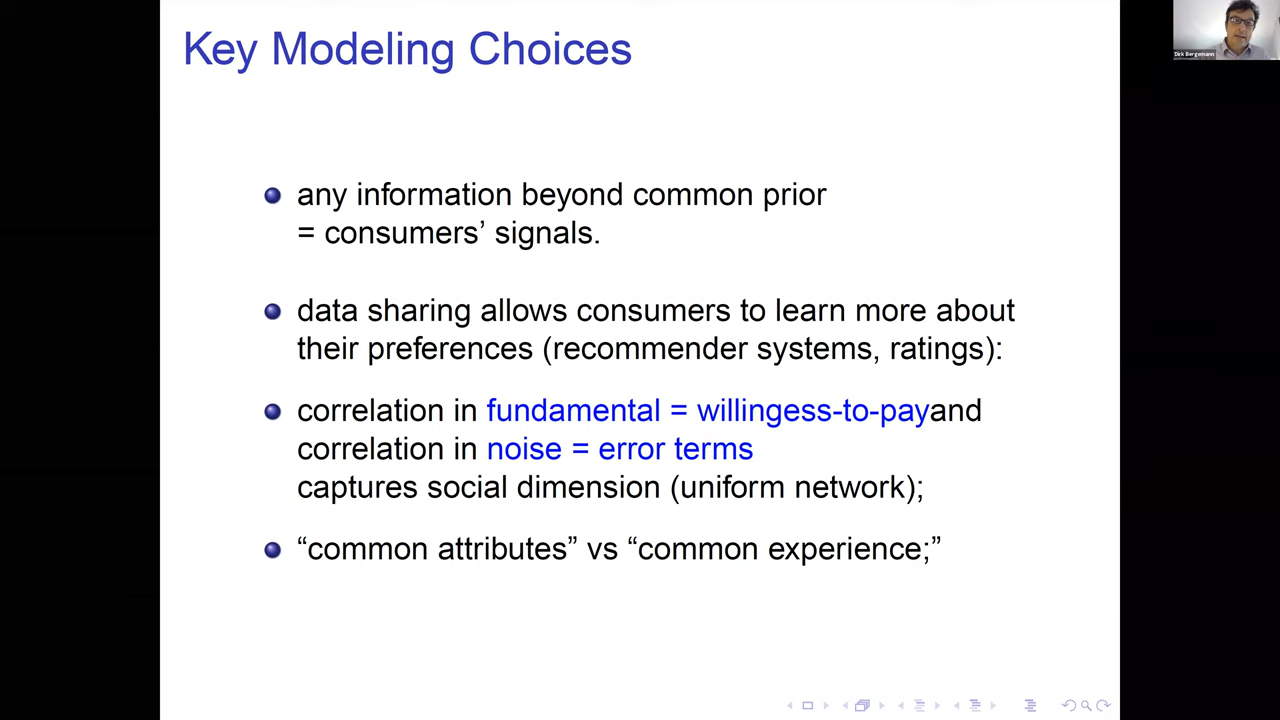 Key Modeling Choices
Dirk Bergemann
any information beyond common prior
= consumers’ signals.
data sharing allows consumers to learn more about
their preferences (recommender systems, ratings):
correlation in fundamental = willingess-to-payand
correlation in noise = error terms
captures social dimension (uniform network);
“common attributes” vs “common experience;”